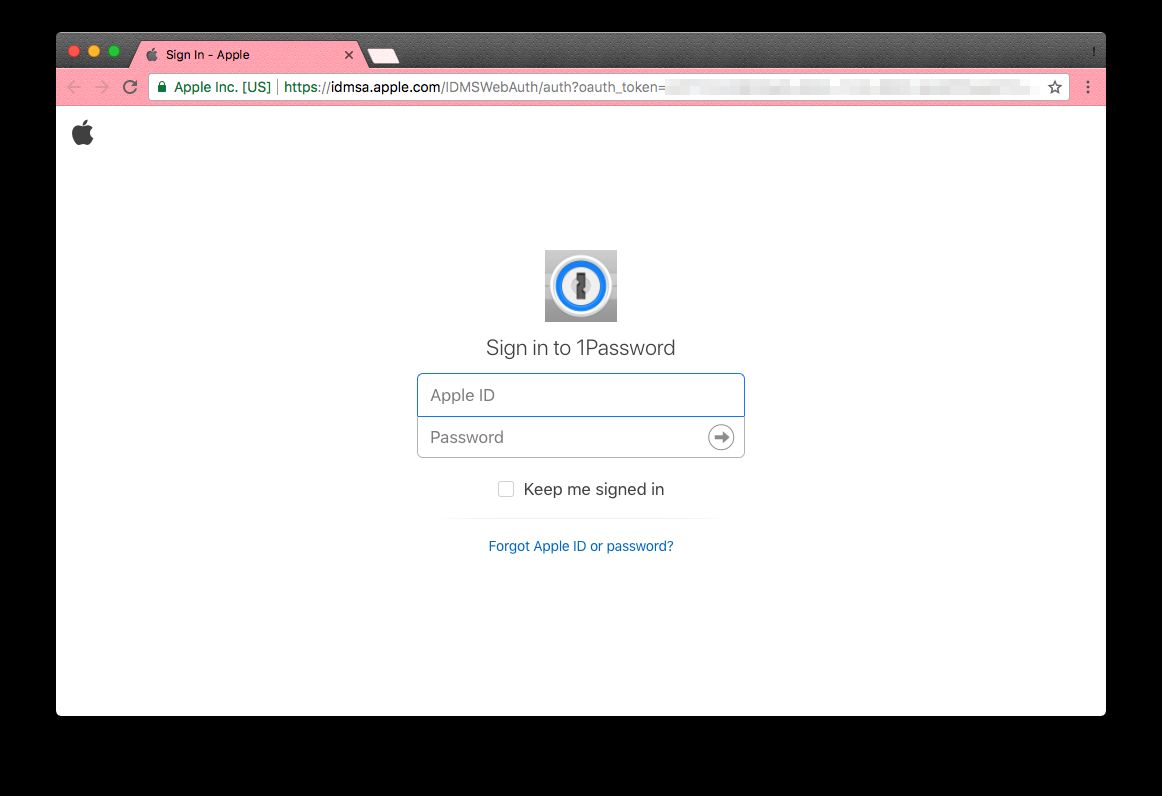 Sign In - Apple
Apple Inc. [US] https://idmsa.apple.com/IDMSWebAuth/auth?oauth_token=
Sign in to 1Password
Apple ID
Password
Keep me signed in
Forgot Apple ID or password?